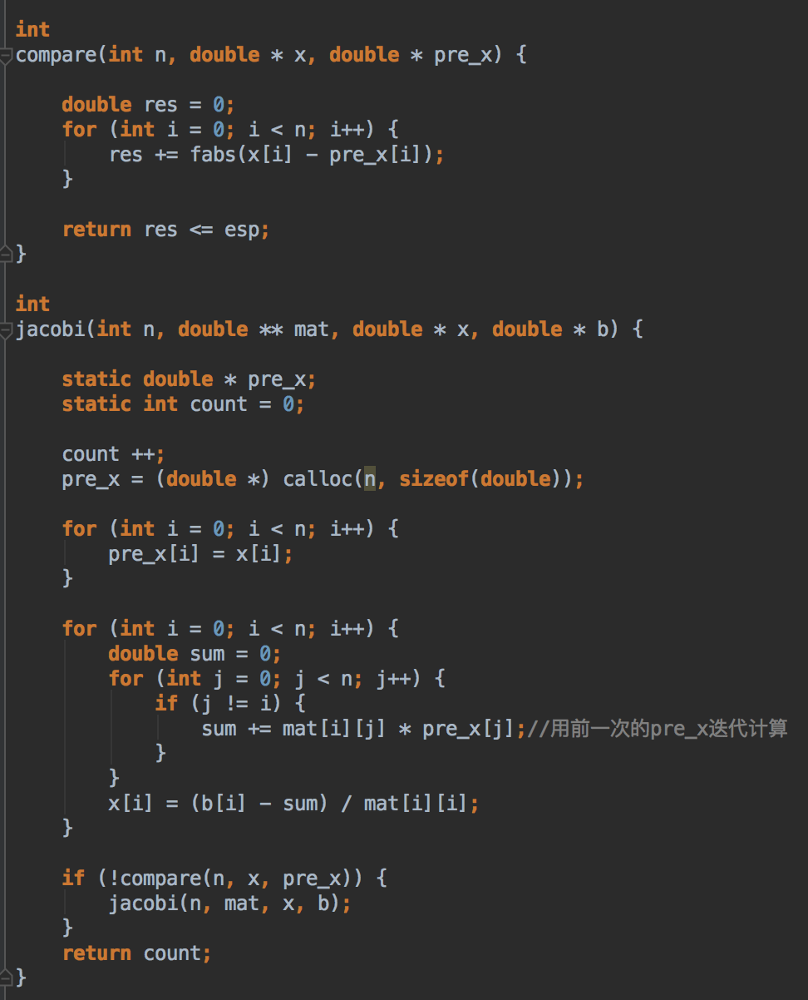 int
compare(int n, double * x, double * pre_x) {
    double res = 0;
    for (int i = 0; i < n; i++) {
        res += fabs(x[i] - pre_x[i]);
    }
    return res <= esp;
}
int
jacobi(int n, double ** mat, double * x, double * b) {
    static double * pre_x;
    static int count = 0;
    count ++;
    pre_x = (double *) calloc(n, sizeof(double));
    for (int i = 0; i < n; i++) {
        pre_x[i] = x[i];
    }
    for (int i = 0; i < n; i++) {
        double sum = 0;
        for (int j = 0; j < n; j++) {
            if (j != i) {
                sum += mat[i][j] * pre_x[j];//用前一次的pre_x迭代计算
            }
        }
        x[i] = (b[i] - sum) / mat[i][i];
    }
    if (!compare(n, x, pre_x)) {
        jacobi(n, mat, x, b);
    }
    return count;
}